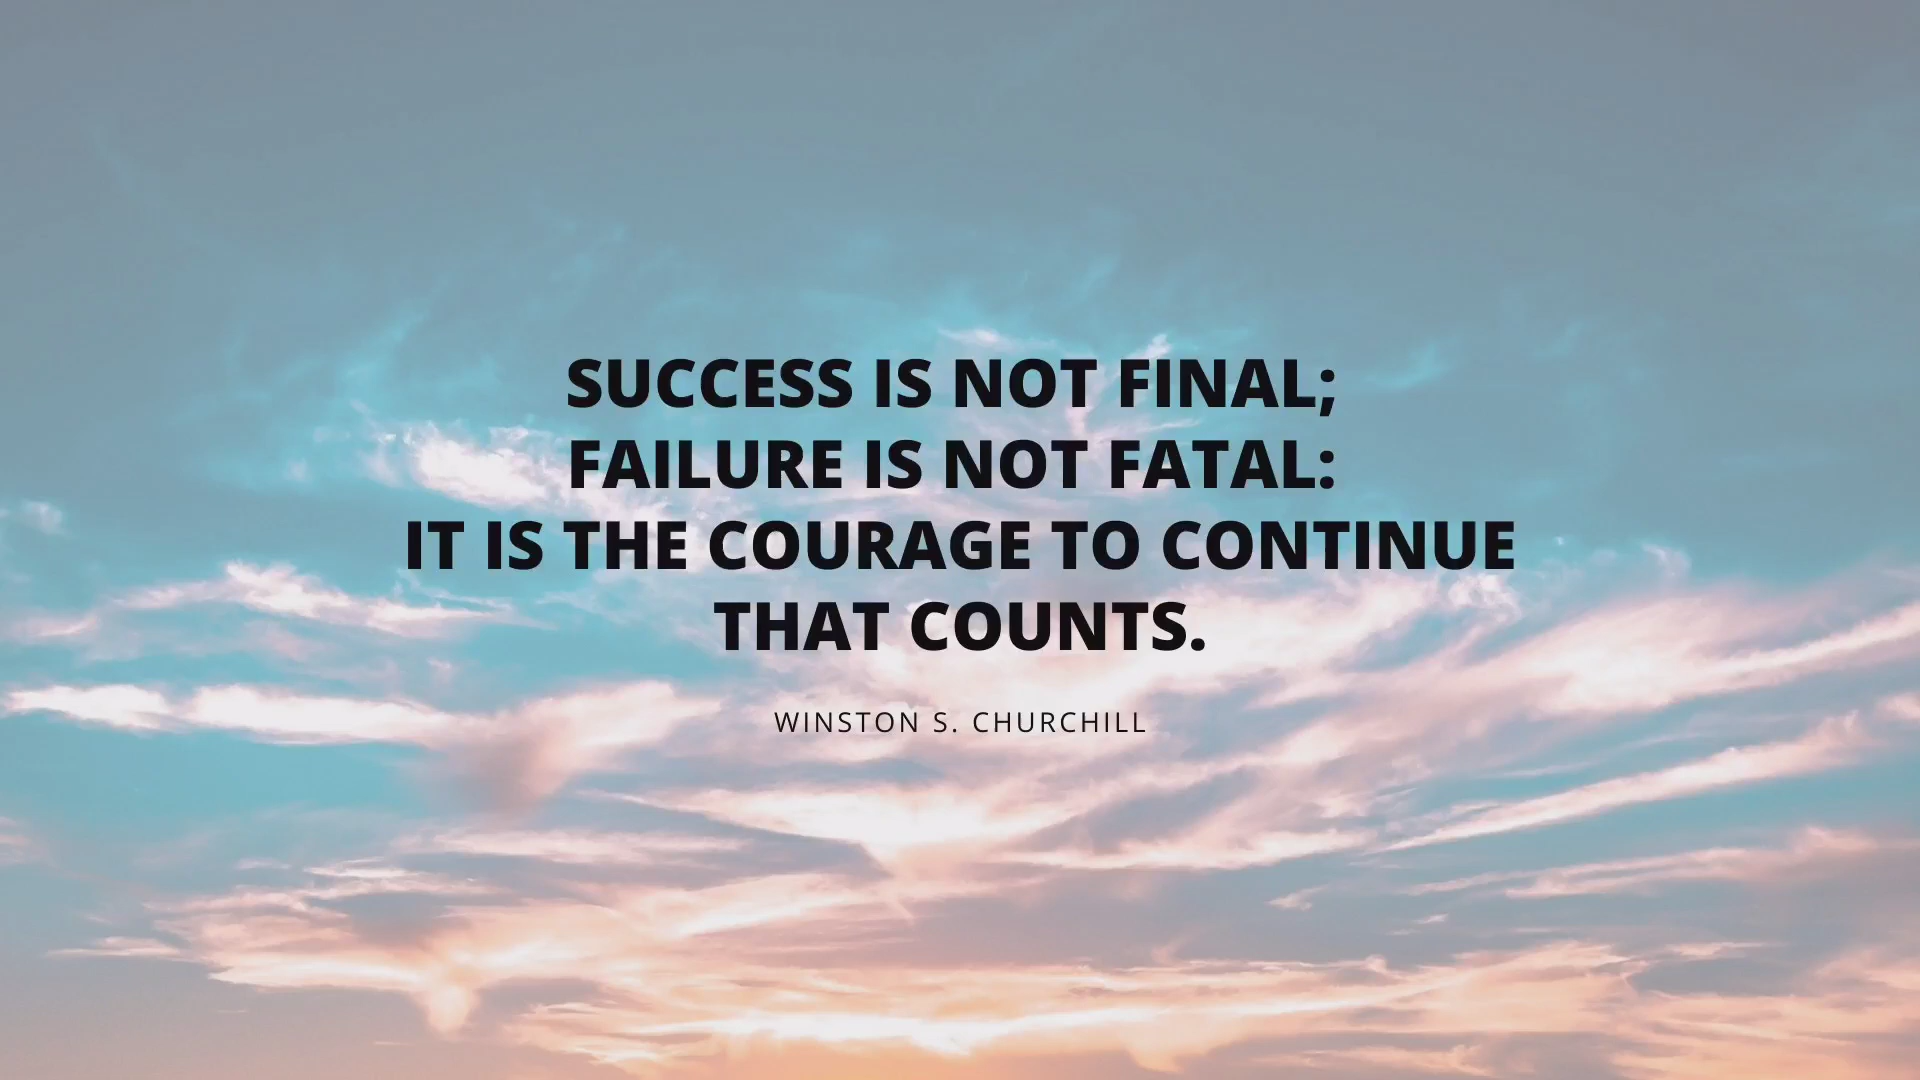 SUCCESS IS NOT FINAL;
FAILURE IS NOT FATAL:
IT IS THE COURAGE TO CONTINUE
THAT COUNTS.
WINSTON S. CHURCHILL